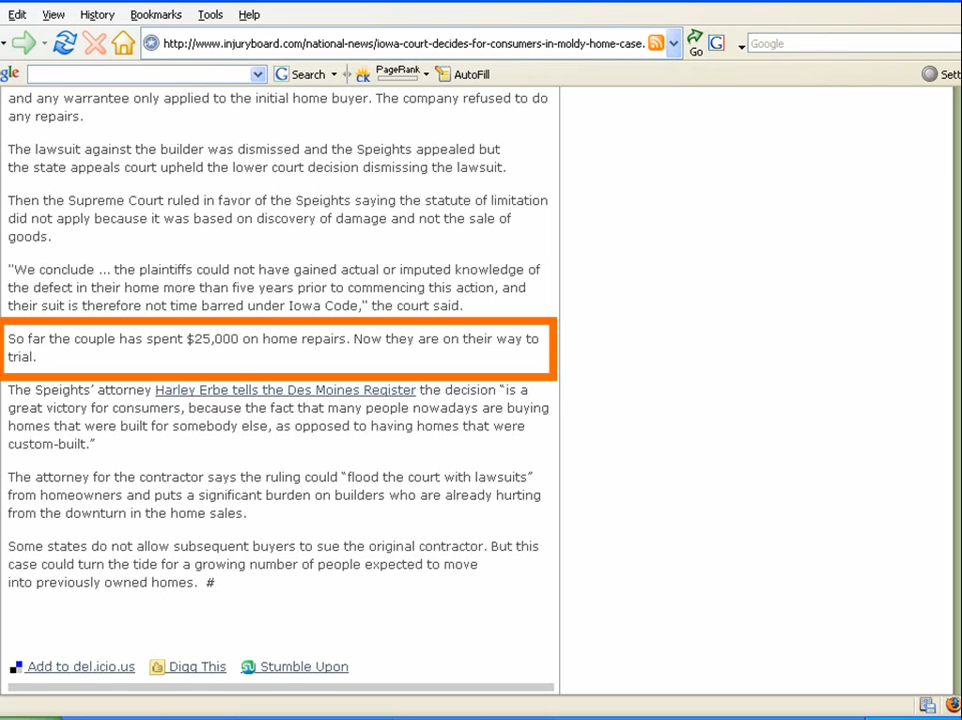 Edit View History Bookmarks Tools Help
http://www.injuryboard.com/national-news/iowa-court-decides-for-consumers-in-moldy-home-case. Go G Google
gle G Search PageRank AutoFill Sett
and any warrantee only applied to the initial home buyer. The company refused to do
any repairs.
The lawsuit against the builder was dismissed and the Speights appealed but
the state appeals court upheld the lower court decision dismissing the lawsuit.
Then the Supreme Court ruled in favor of the Speights saying the statute of limitation
did not apply because it was based on discovery of damage and not the sale of
goods.
"We conclude ... the plaintiffs could not have gained actual or imputed knowledge of
the defect in their home more than five years prior to commencing this action, and
their suit is therefore not time barred under Iowa Code," the court said.
So far the couple has spent $25,000 on home repairs. Now they are on their way to
trial.
The Speights’ attorney Harley Erbe tells the Des Moines Register the decision “is a
great victory for consumers, because the fact that many people nowadays are buying
homes that were built for somebody else, as opposed to having homes that were
custom-built.”
The attorney for the contractor says the ruling could “flood the court with lawsuits”
from homeowners and puts a significant burden on builders who are already hurting
from the downturn in the home sales.
Some states do not allow subsequent buyers to sue the original contractor. But this
case could turn the tide for a growing number of people expected to move
into previously owned homes. #
Add to del.icio.us Digg This Stumble Upon